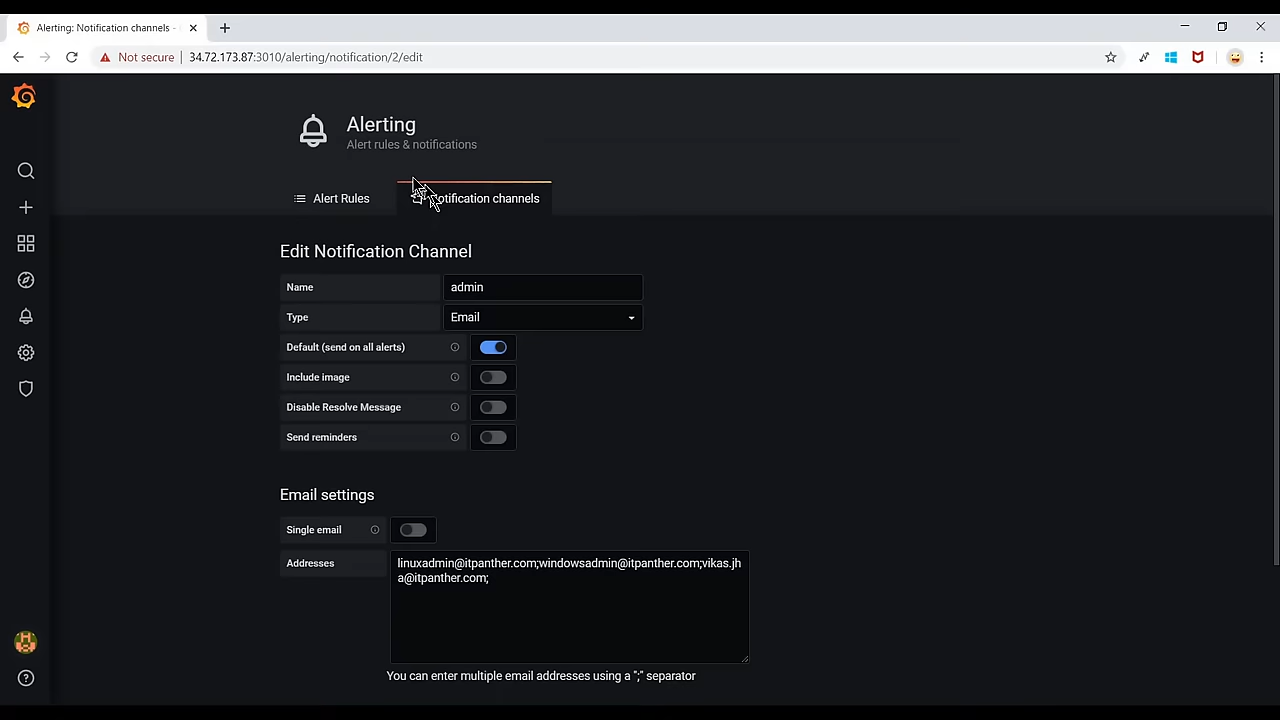 Alerting: Notification channels -
Not secure
34.72.173.87:3010/alerting/notification/2/edit
Alerting
Alert rules & notifications
Alert Rules
otification channels
Edit Notification Channel
Name
admin
Type
Email
Default (send on all alerts)
Include image
Disable Resolve Message
Send reminders
Email settings
Single email
Addresses
linuxadmin@itpanther.com;windowsadmin@itpanther.com;vikas.jh
a@itpanther.com;
You can enter multiple email addresses using a ";" separator